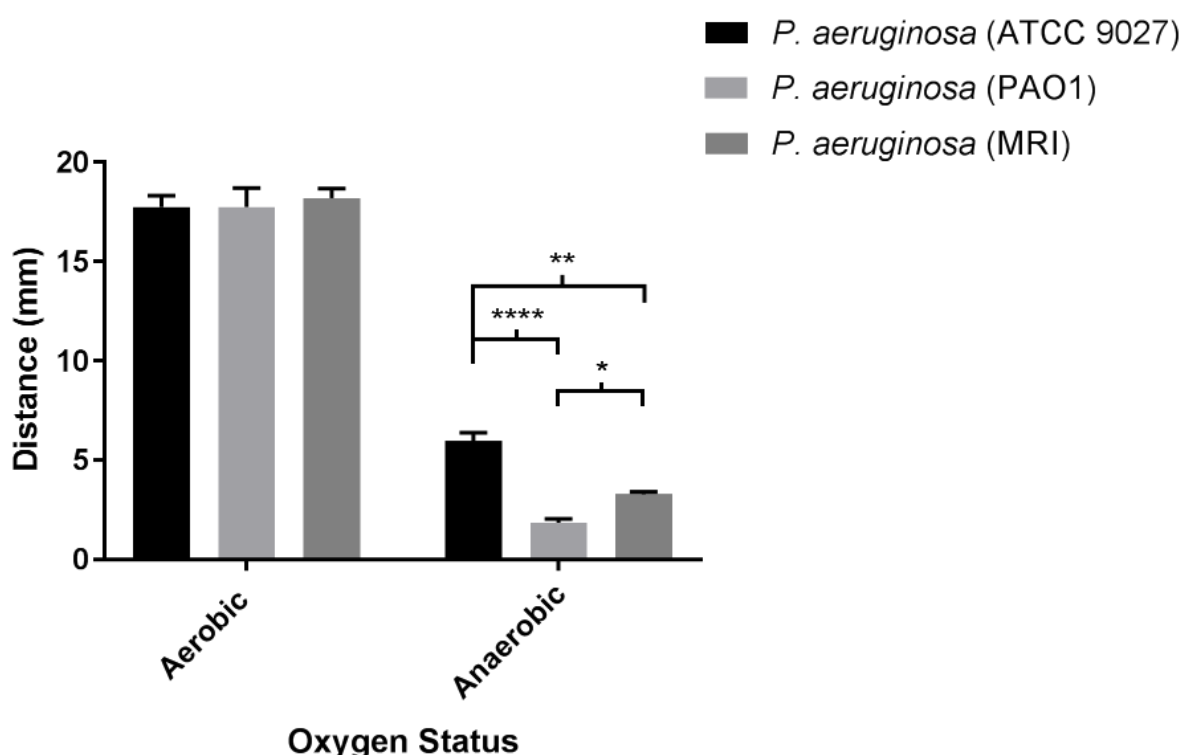 P. aeruginosa (ATCC 9027)
P. aeruginosa (PAO1)
P. aeruginosa (MRI)
20
15
10
5
0
Distance (mm)
**
****
*
Aerobic
Anaerobic
Oxygen Status